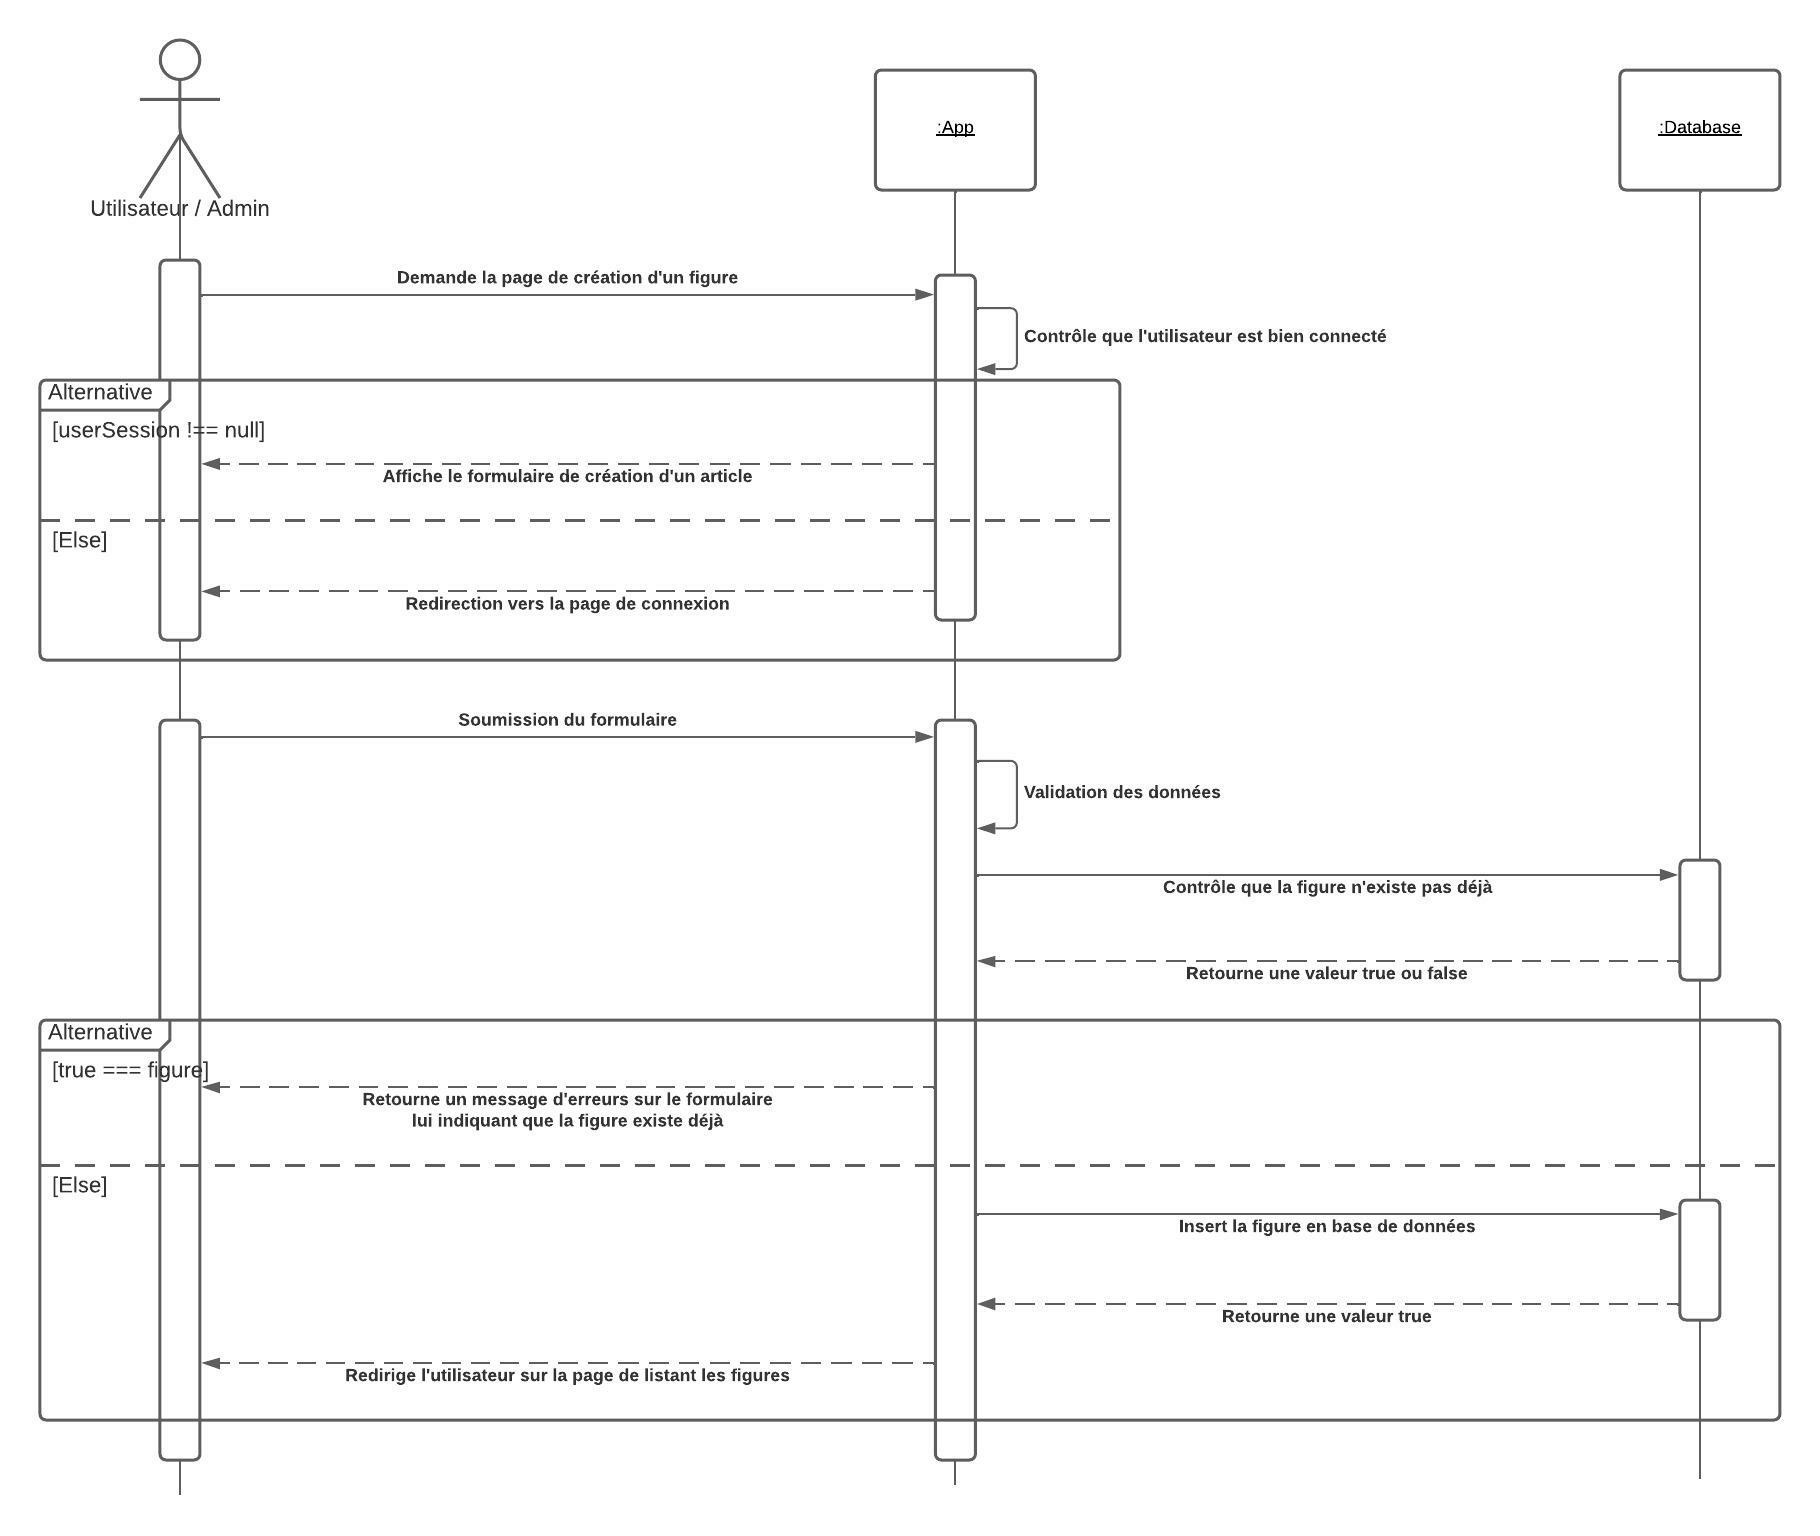 Utilisateur / Admin
:App
:Database
Demande la page de création d'un figure
Contrôle que l'utilisateur est bien connecté
Alternative
[userSession !== null]
Affiche le formulaire de création d'un article
[Else]
Redirection vers la page de connexion
Soumission du formulaire
Validation des données
Contrôle que la figure n'existe pas déjà
Retourne une valeur true ou false
Alternative
[true === figure]
Retourne un message d'erreurs sur le formulaire
lui indiquant que la figure existe déjà
[Else]
Insert la figure en base de données
Retourne une valeur true
Redirige l'utilisateur sur la page de listant les figures